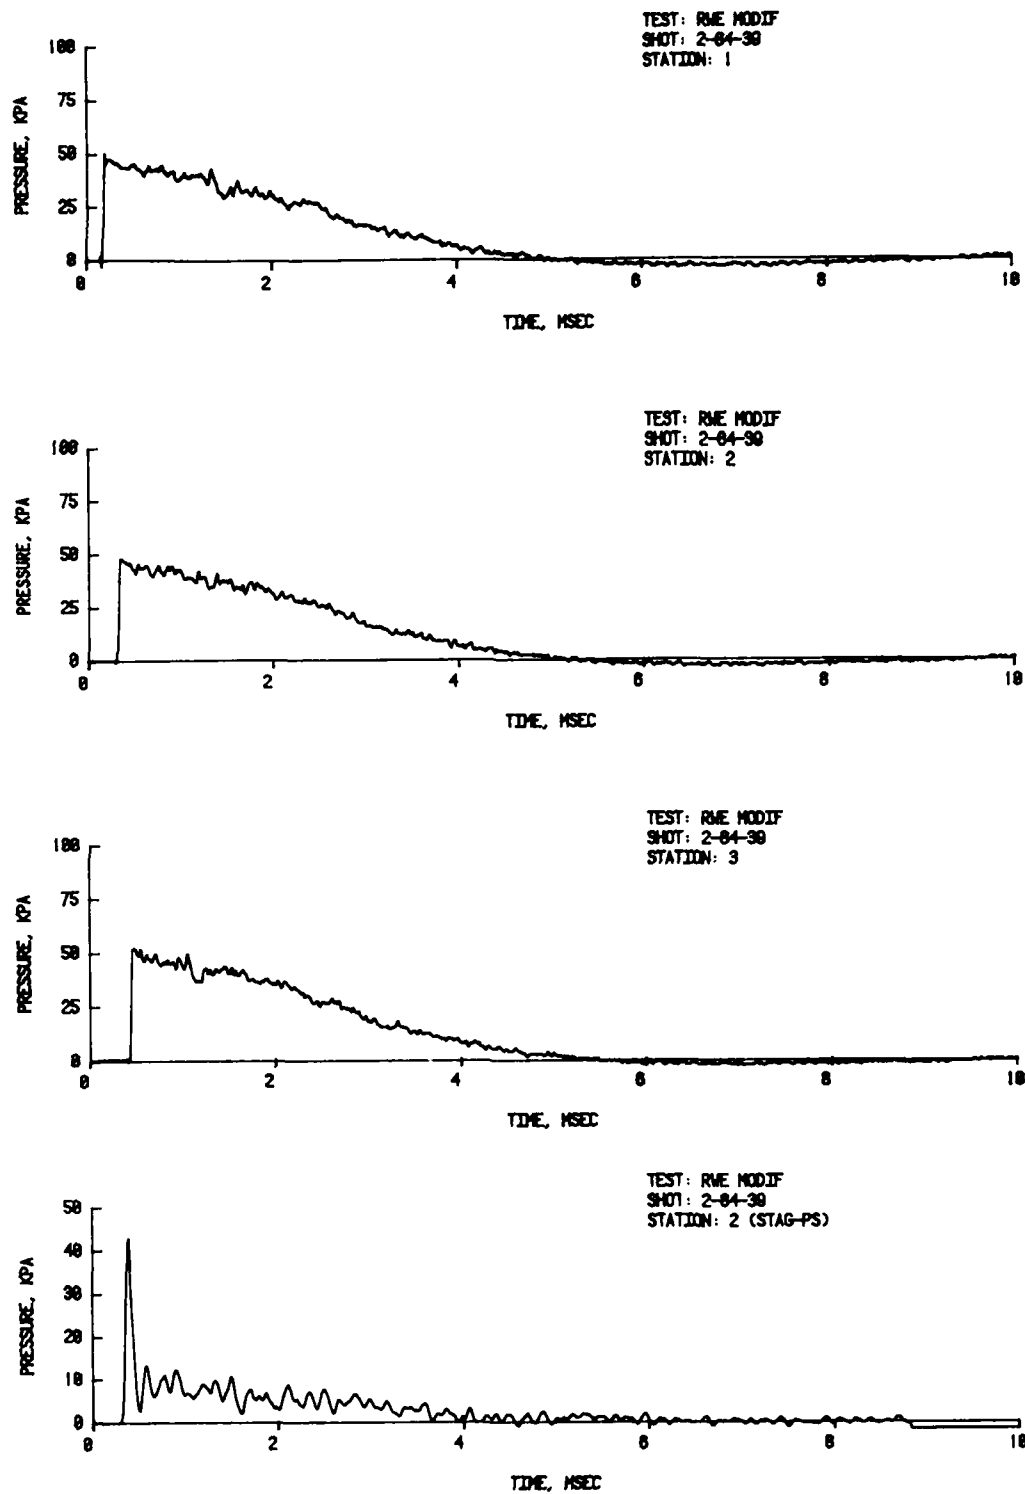 TEST: RWE MODIF
SHOT: 2-84-39
STATION: 1
100
75
50
25
0
PRESSURE, KPA
0 2 4 6 8 10
TIME, MSEC
TEST: RWE MODIF
SHOT: 2-84-39
STATION: 2
100
75
50
25
0
PRESSURE, KPA
0 2 4 6 8 10
TIME, MSEC
TEST: RWE MODIF
SHOT: 2-84-39
STATION: 3
100
75
50
25
0
PRESSURE, KPA
0 2 4 6 8 10
TIME, MSEC
TEST: RWE MODIF
SHOT: 2-84-39
STATION: 2 (STAG-PS)
50
40
30
20
10
0
PRESSURE, KPA
0 2 4 6 8 10
TIME, MSEC